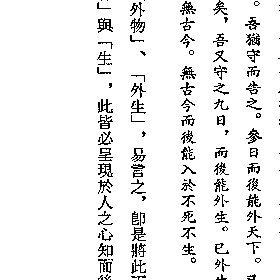 。吾猶守而告之。參日而後能外天下。
矣,吾又守之九日,而後能外生。已外生
無古今。無古今而後能入於不死不生。
外物」、「外生」,易言之,卽是將此
」與「生」,此皆必呈現於人之心知而後